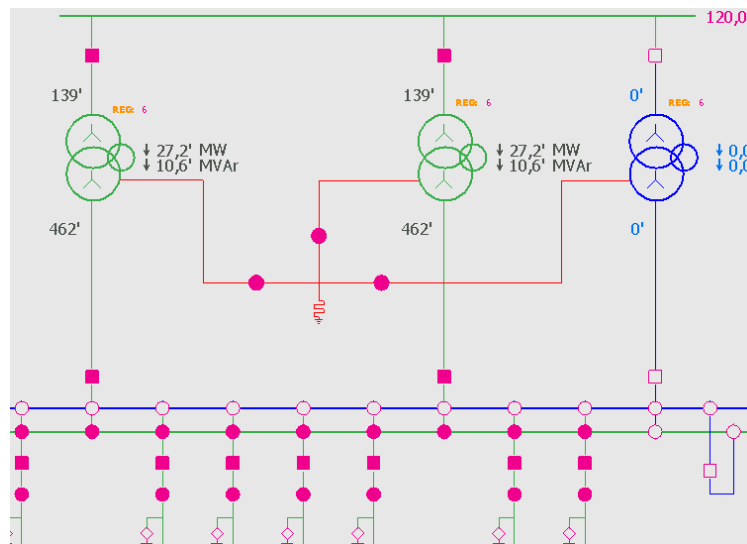 120,0
139'
REG: 6
↓ 27,2' MW
↓ 10,6' MVAr
462'
139'
REG: 6
↓ 27,2' MW
↓ 10,6' MVAr
462'
0'
REG: 6
↓ 0,0
↓ 0,0
0'